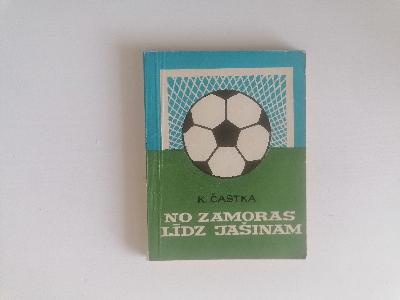 K. ČASTKA
NO ZAMORAS
LĪDZ JAŠINAM